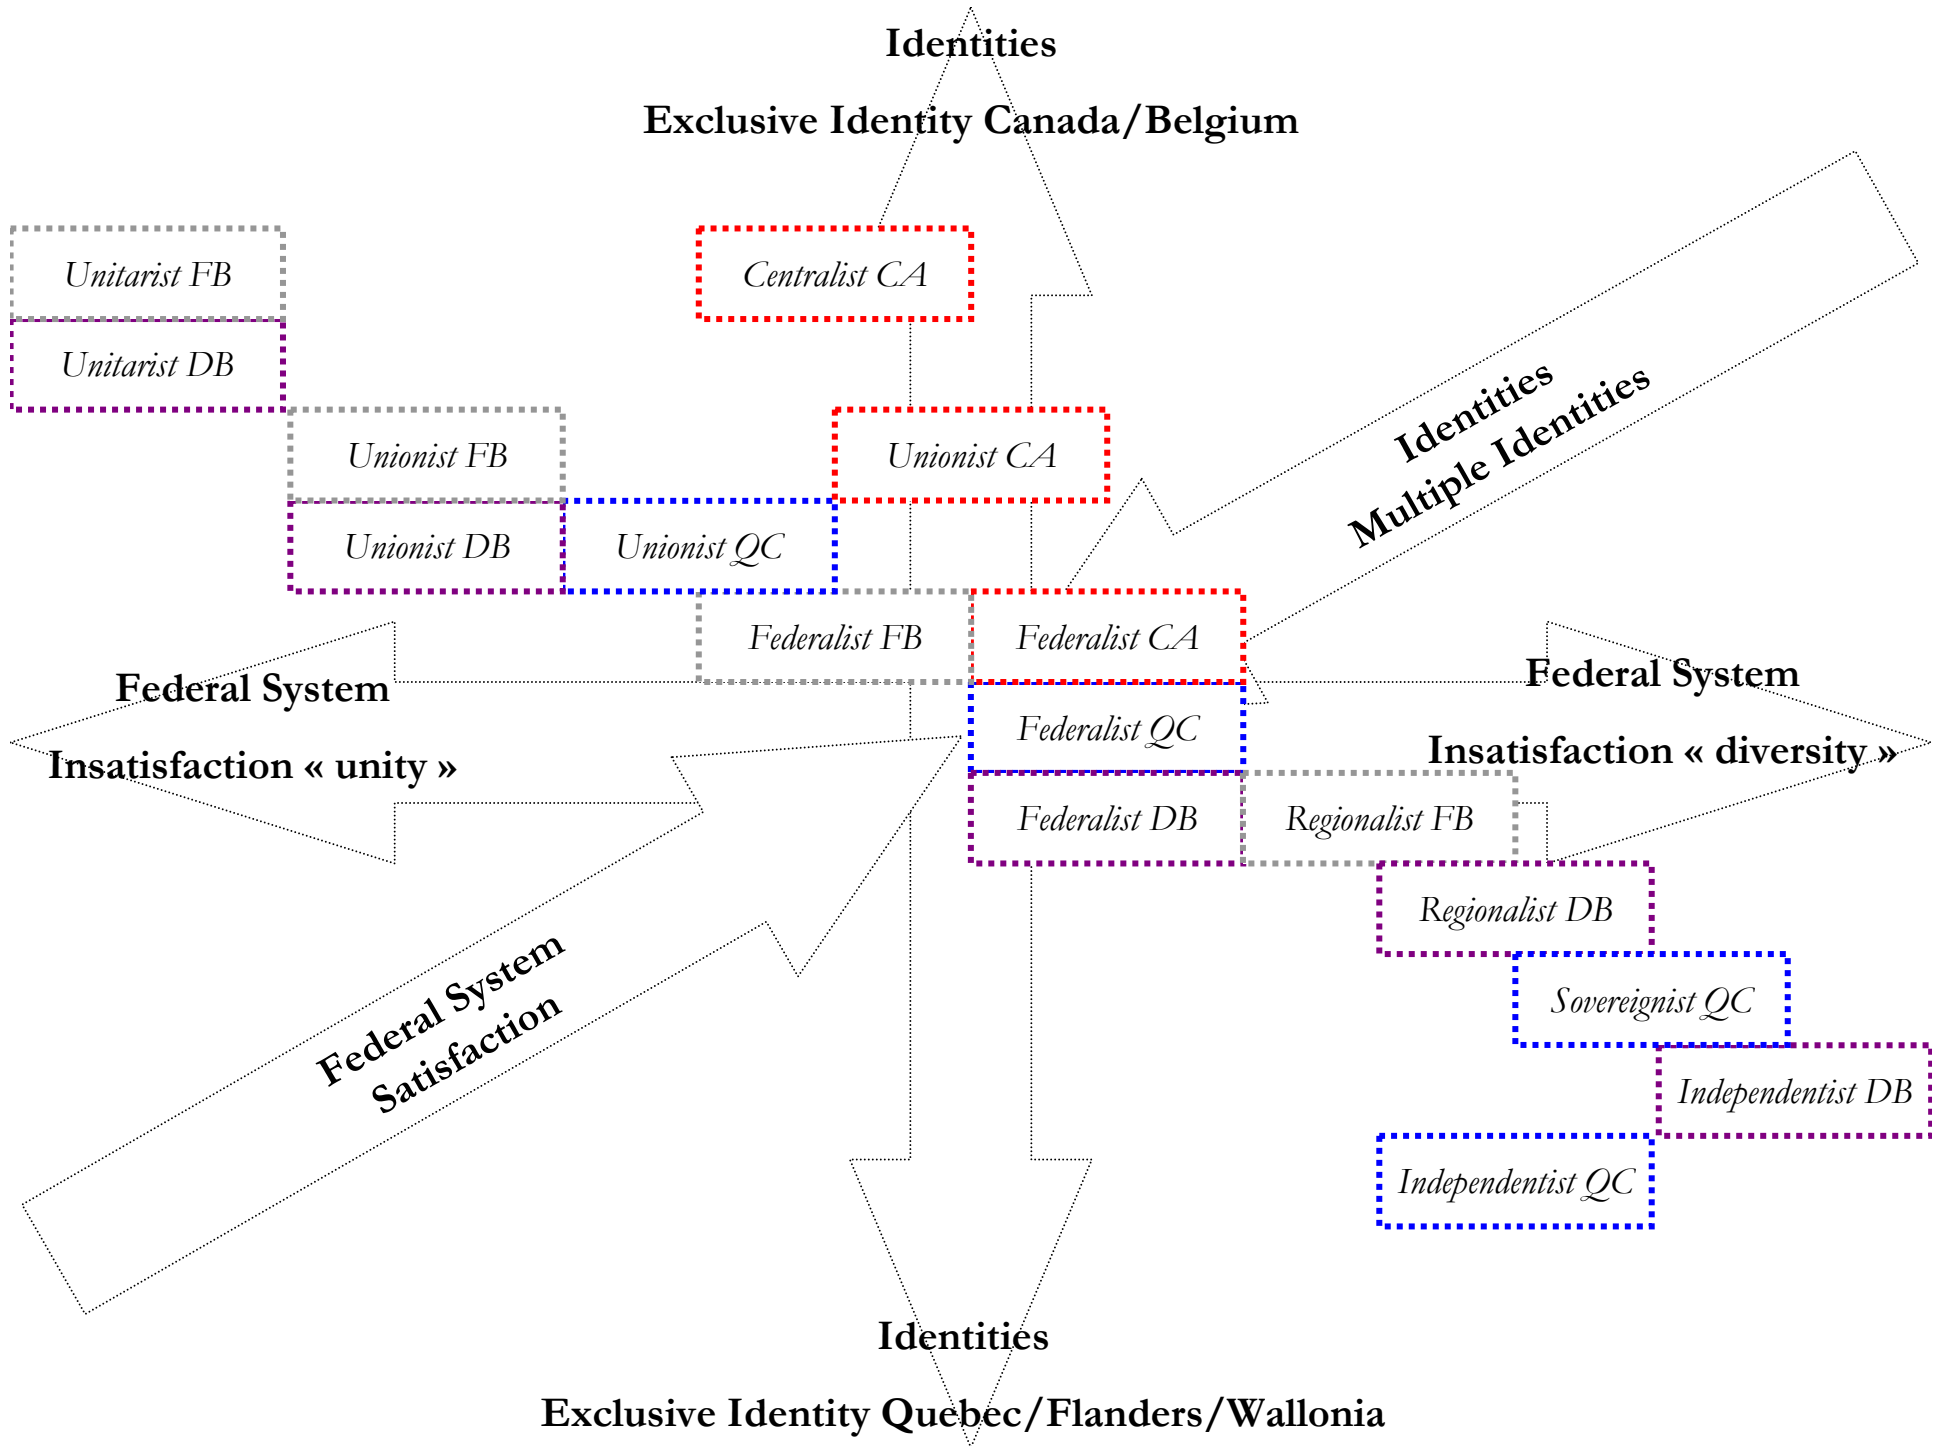 Identities
Exclusive Identity Canada/Belgium
Unitarist FB
Centralist CA
Unitarist DB
Identities
Multiple Identities
Unionist FB
Unionist CA
Unionist DB
Unionist QC
Federalist FB
Federalist CA
Federal System
Insatisfaction « unity »
Federal System
Insatisfaction « diversity »
Federalist QC
Federalist DB
Regionalist FB
Regionalist DB
Federal System
Satisfaction
Sovereignist QC
Independentist DB
Independentist QC
Identities
Exclusive Identity Quebec/Flanders/Wallonia